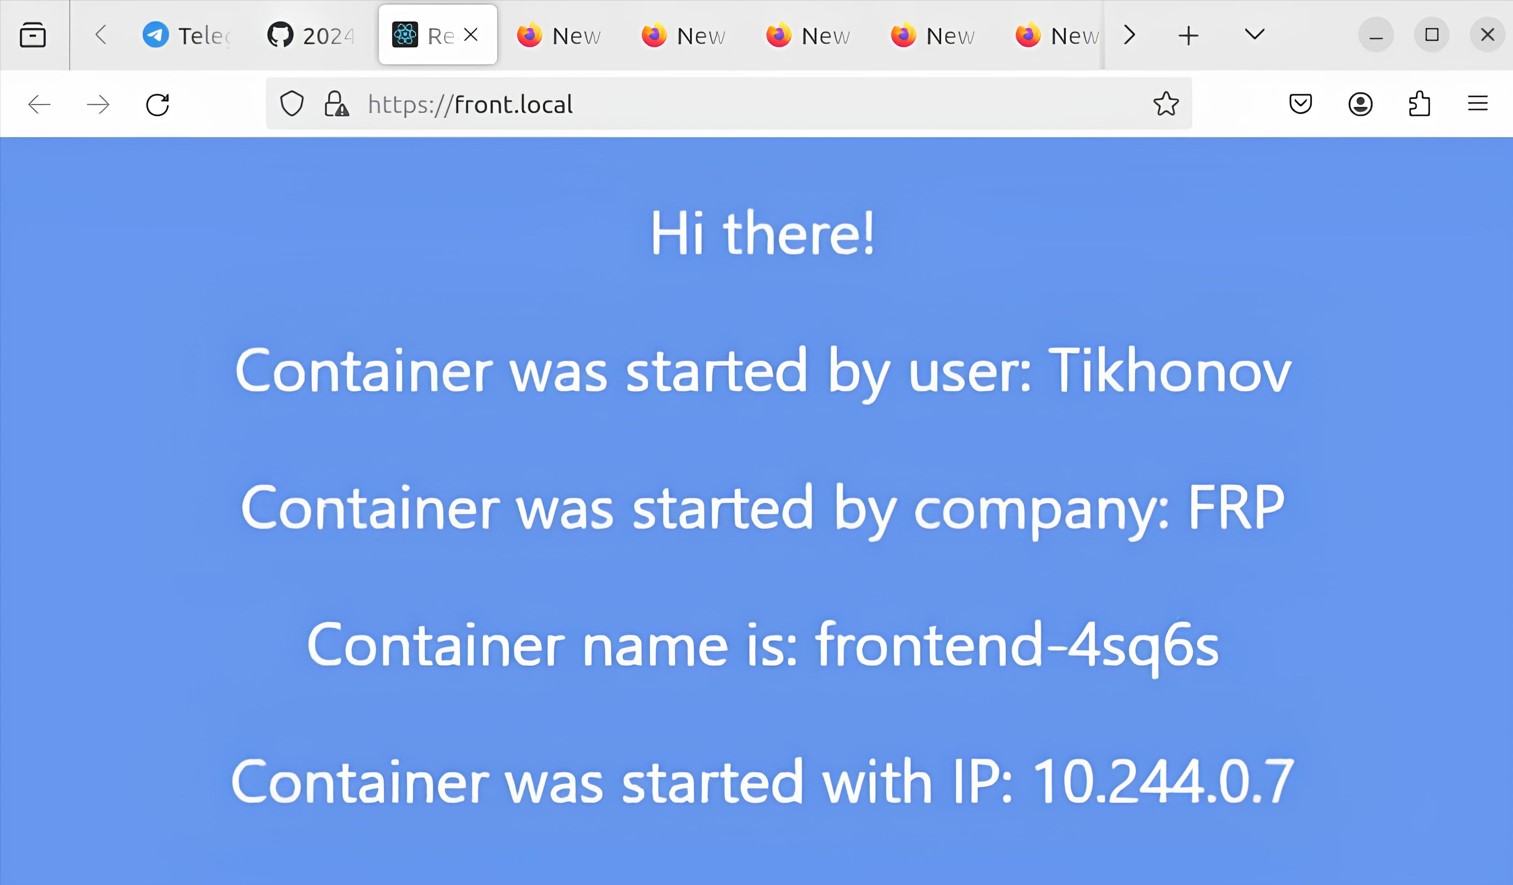 Tele
2024
Re
New
New
New
New
New
https://front.local
Hi there!
Container was started by user: Tikhonov
Container was started by company: FRP
Container name is: frontend-4sq6s
Container was started with IP: 10.244.0.7